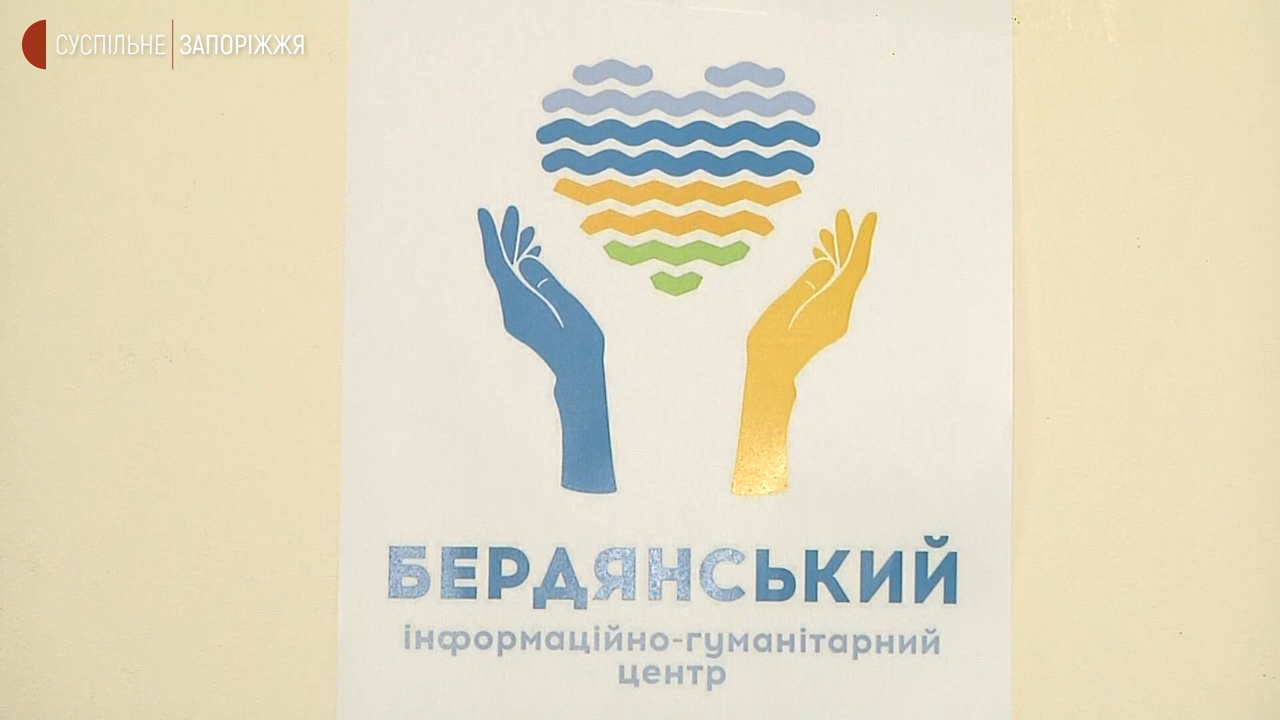 СУСПІЛЬНЕ ЗАПОРІЖЖЯ
БЕРДЯНСЬКИЙ
інформаційно-гуманітарний
центр